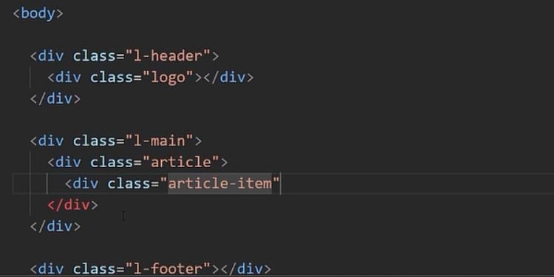 <body>
<div class="l-header">
<div class="logo"></div>
</div>
<div class="l-main">
<div class="article">
<div class="article-item"
</div>
</div>
<div class="l-footer"></div>